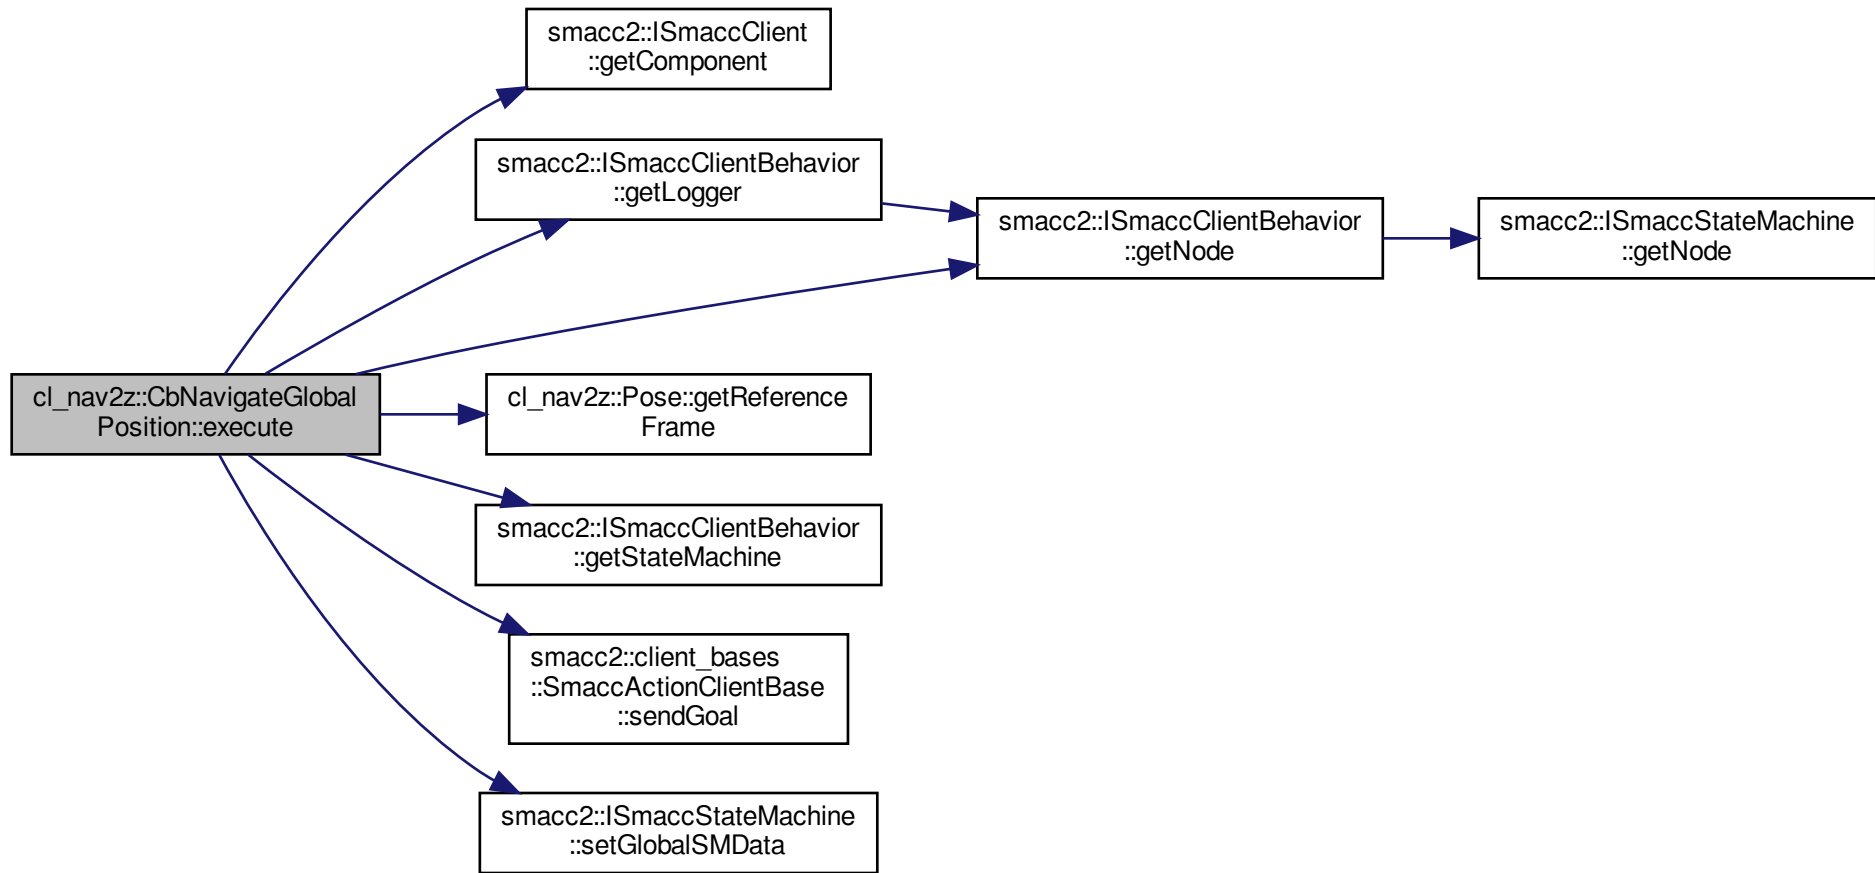 smacc2::ISmaccClient
::getComponent
smacc2::ISmaccClientBehavior
::getLogger
smacc2::ISmaccClientBehavior
::getNode
smacc2::ISmaccStateMachine
::getNode
cl_nav2z::CbNavigateGlobal
Position::execute
cl_nav2z::Pose::getReference
Frame
smacc2::ISmaccClientBehavior
::getStateMachine
smacc2::client_bases
::SmaccActionClientBase
::sendGoal
smacc2::ISmaccStateMachine
::setGlobalSMData